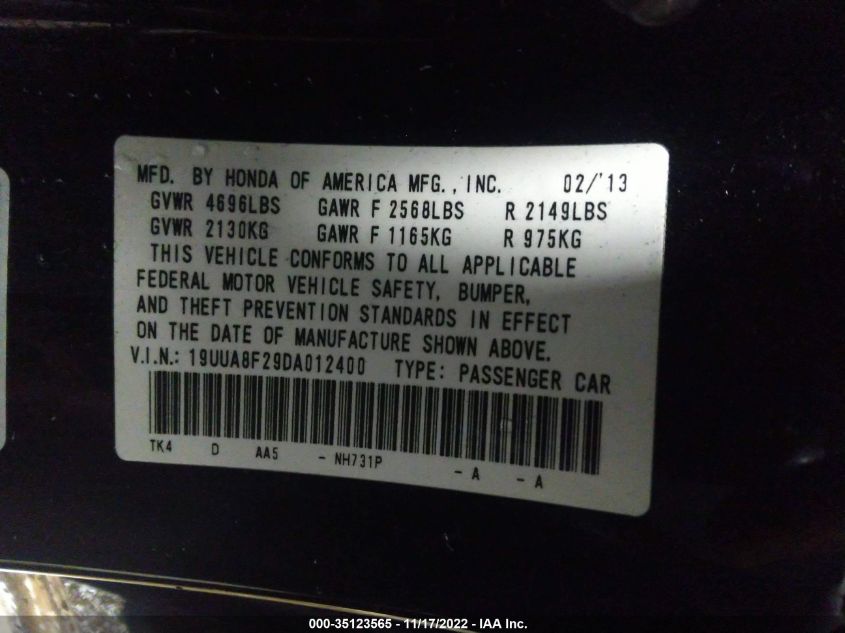 MFD. BY HONDA OF AMERICA MFG., INC. 02/'13
GVWR 4696LBS GAWR F 2568LBS R 2149LBS
GVWR 2130KG GAWR F 1165KG R 975KG
THIS VEHICLE CONFORMS TO ALL APPLICABLE
FEDERAL MOTOR VEHICLE SAFETY, BUMPER,
AND THEFT PREVENTION STANDARDS IN EFFECT
ON THE DATE OF MANUFACTURE SHOWN ABOVE.
V.I.N.: 19UUA8F29DA012400 TYPE: PASSENGER CAR
TK4 D AA5 - NH731P - A - A
000-35123565 - 11/17/2022 - IAA Inc.